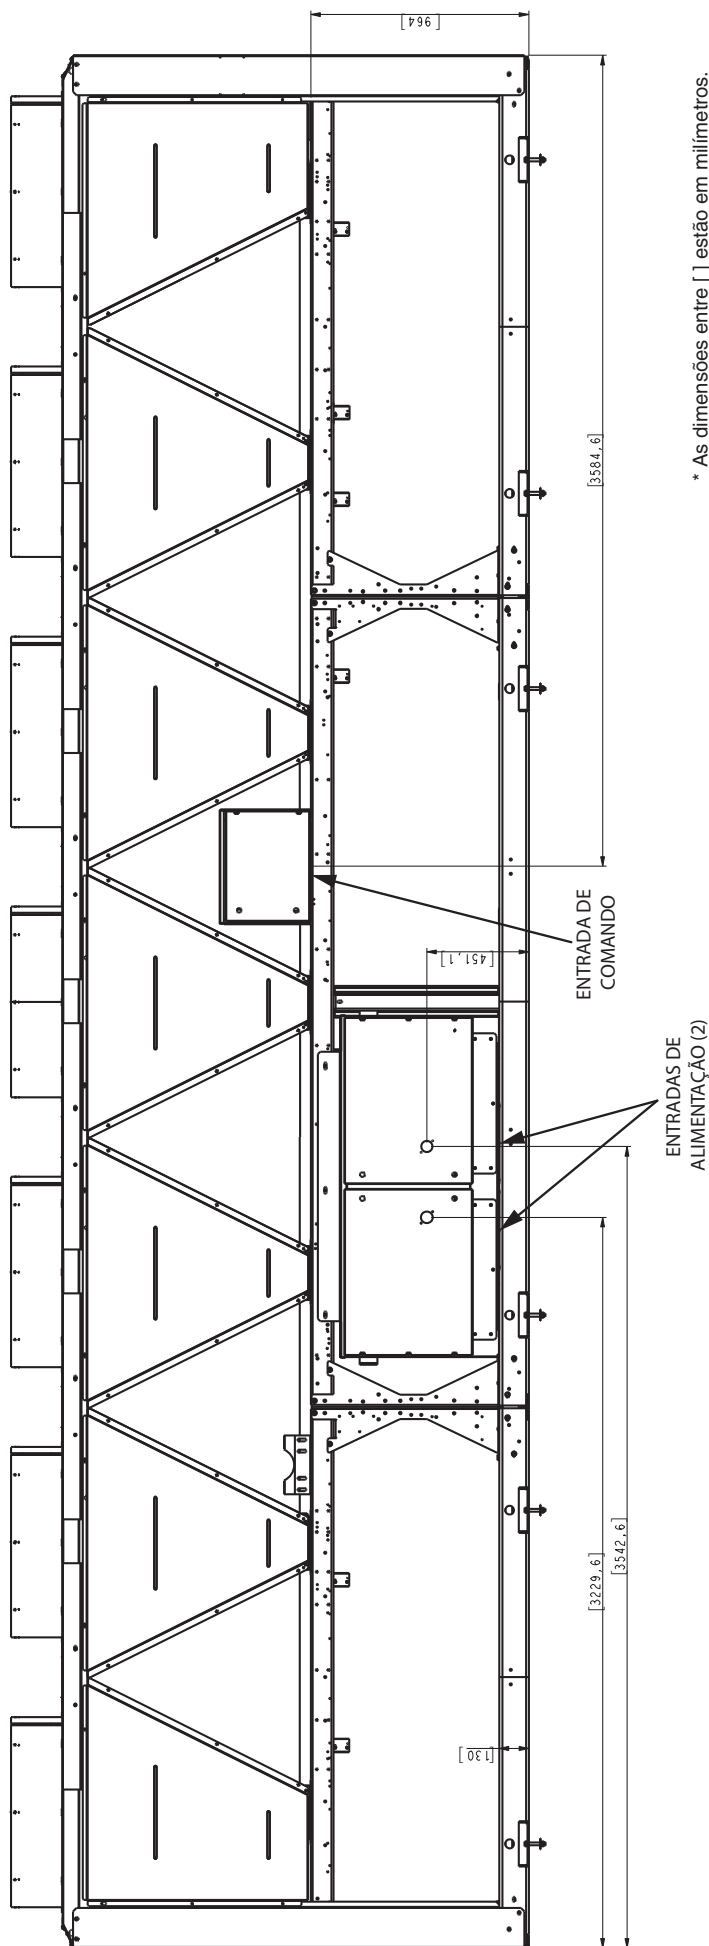 [964]
[3584,6]
* As dimensões entre [ ] estão em milímetros.
ENTRADA DE
COMANDO
[451,1]
ENTRADAS DE
ALIMENTAÇÃO (2)
[3229,6]
[3542,6]
[130]